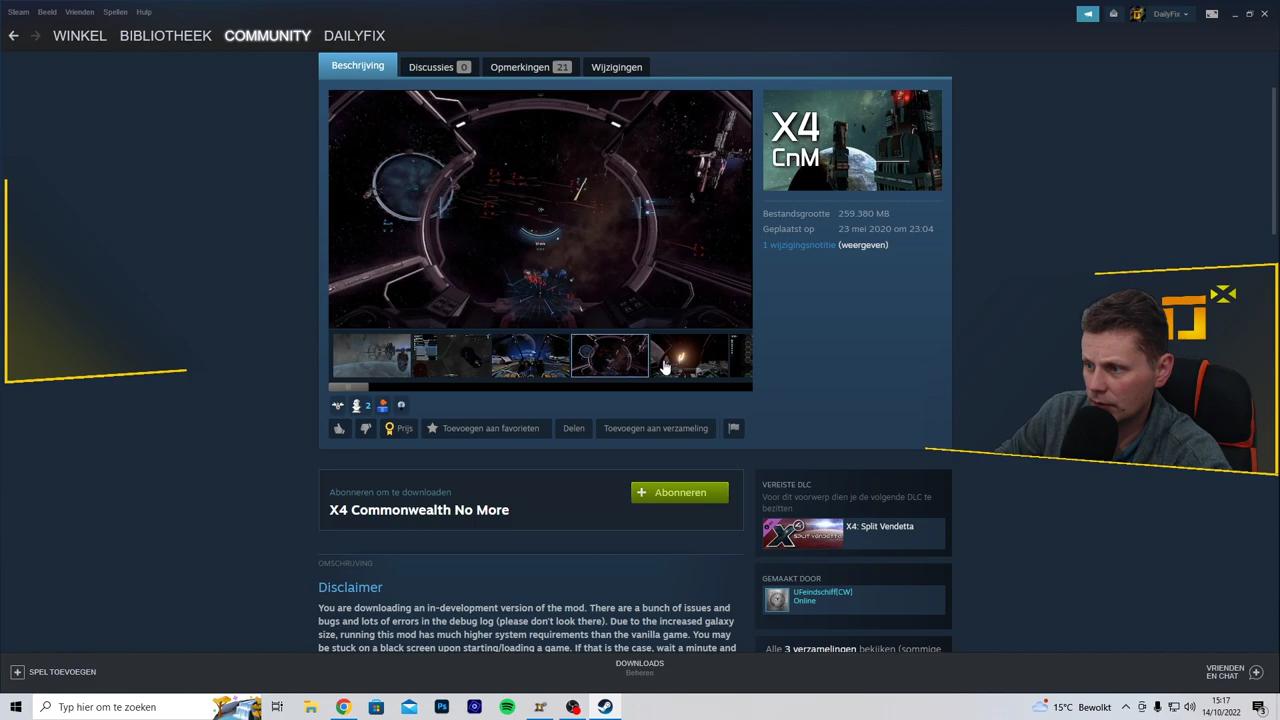 Steam Beeld Vrienden Spellen Hulp
DailyFix
WINKEL BIBLIOTHEEK COMMUNITY DAILYFIX
Beschrijving Discussies 0 Opmerkingen 21 Wijzigingen
X4
CnM
Bestandsgrootte 259.380 MB
Geplaatst op 23 mei 2020 om 23:04
1 wijzigingsnotitie (weergeven)
2
Prijs Toevoegen aan favorieten Delen Toevoegen aan verzameling
Abonneren om te downloaden
X4 Commonwealth No More
Abonneren
VEREISTE DLC
Voor dit voorwerp dien je de volgende DLC te
bezitten
X4: Split Vendetta
OMSCHRIJVING
Disclaimer
You are downloading an in-development version of the mod. There are a bunch of issues and
bugs and lots of errors in the debug log (please don't look there). Due to the increased galaxy
size, running this mod has much higher system requirements than the vanilla game. You may
be stuck on a black screen upon starting/loading a game. If that is the case, wait a minute and
GEMAAKT DOOR
UFeindschiff[CW]
Online
Alle 3 verzamelingen bekijken (sommige
SPEL TOEVOEGEN
DOWNLOADS
Beheren
VRIENDEN
EN CHAT
Typ hier om te zoeken
15°C Bewolkt
15:17
14/10/2022
3